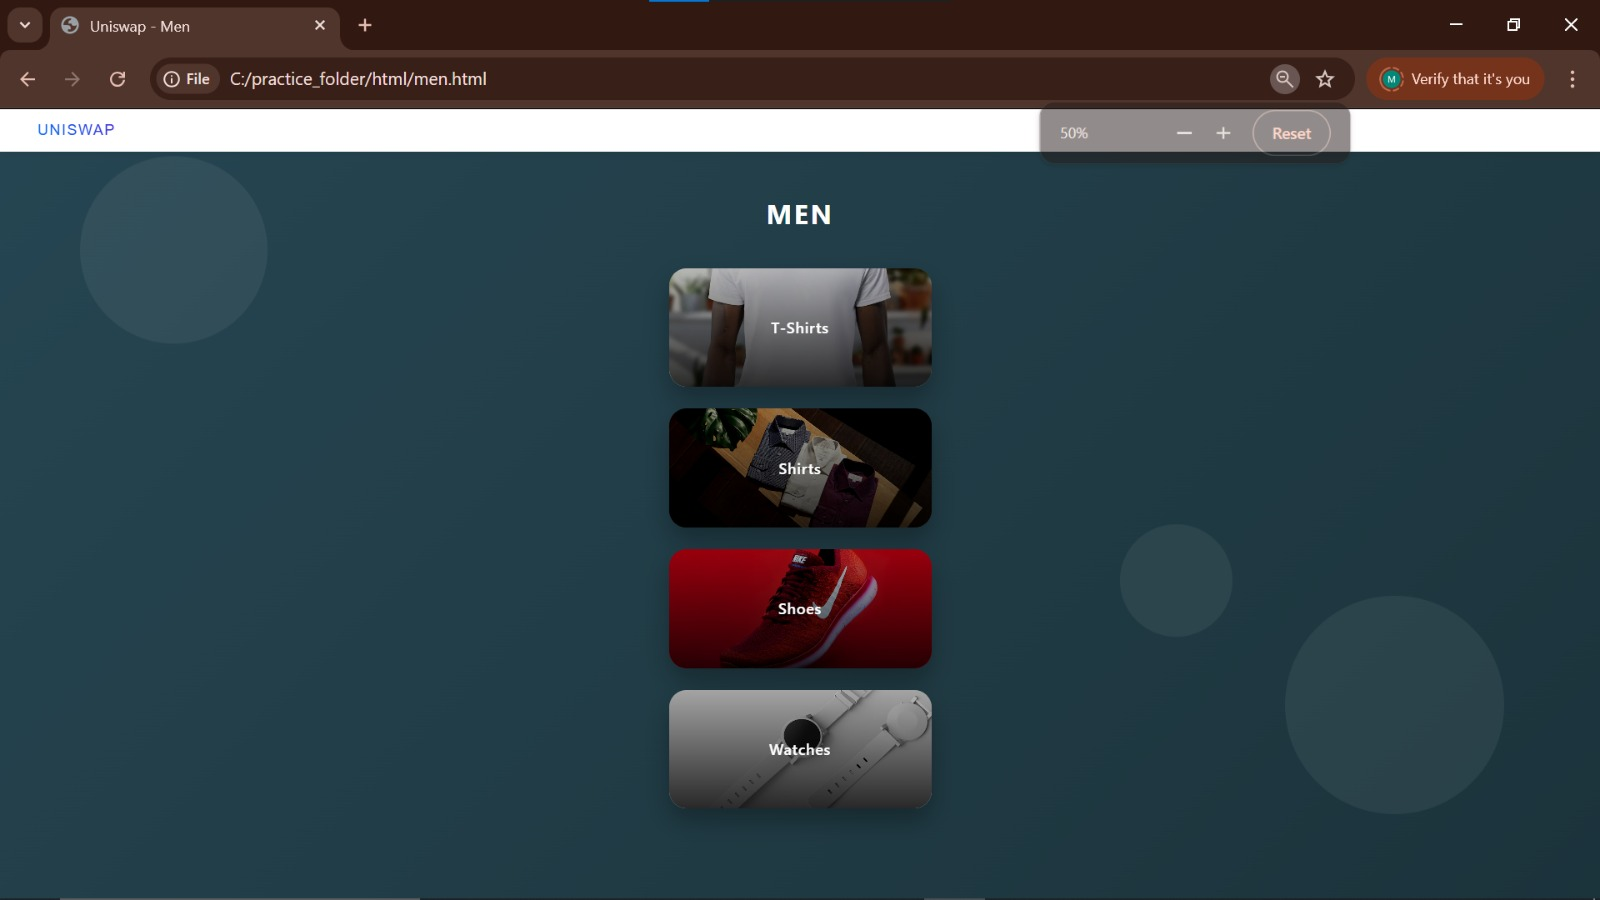 Uniswap - Men
File
C:/practice_folder/html/men.html
M
Verify that it's you
UNISWAP
50%
Reset
MEN
T-Shirts
Shirts
NIKE
Shoes
Watches